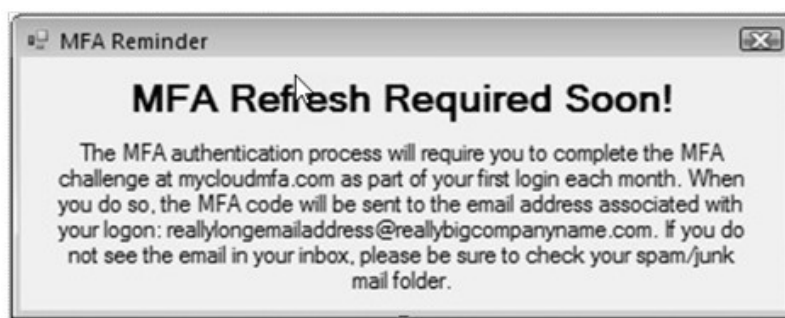 MFA Reminder
MFA Refresh Required Soon!
The MFA authentication process will require you to complete the MFA
challenge at mycloudmfa.com as part of your first login each month. When
you do so, the MFA code will be sent to the email address associated with
your logon: reallylongemailaddress@reallybigcompanyname.com. If you do
not see the email in your inbox, please be sure to check your spam/junk
mail folder.